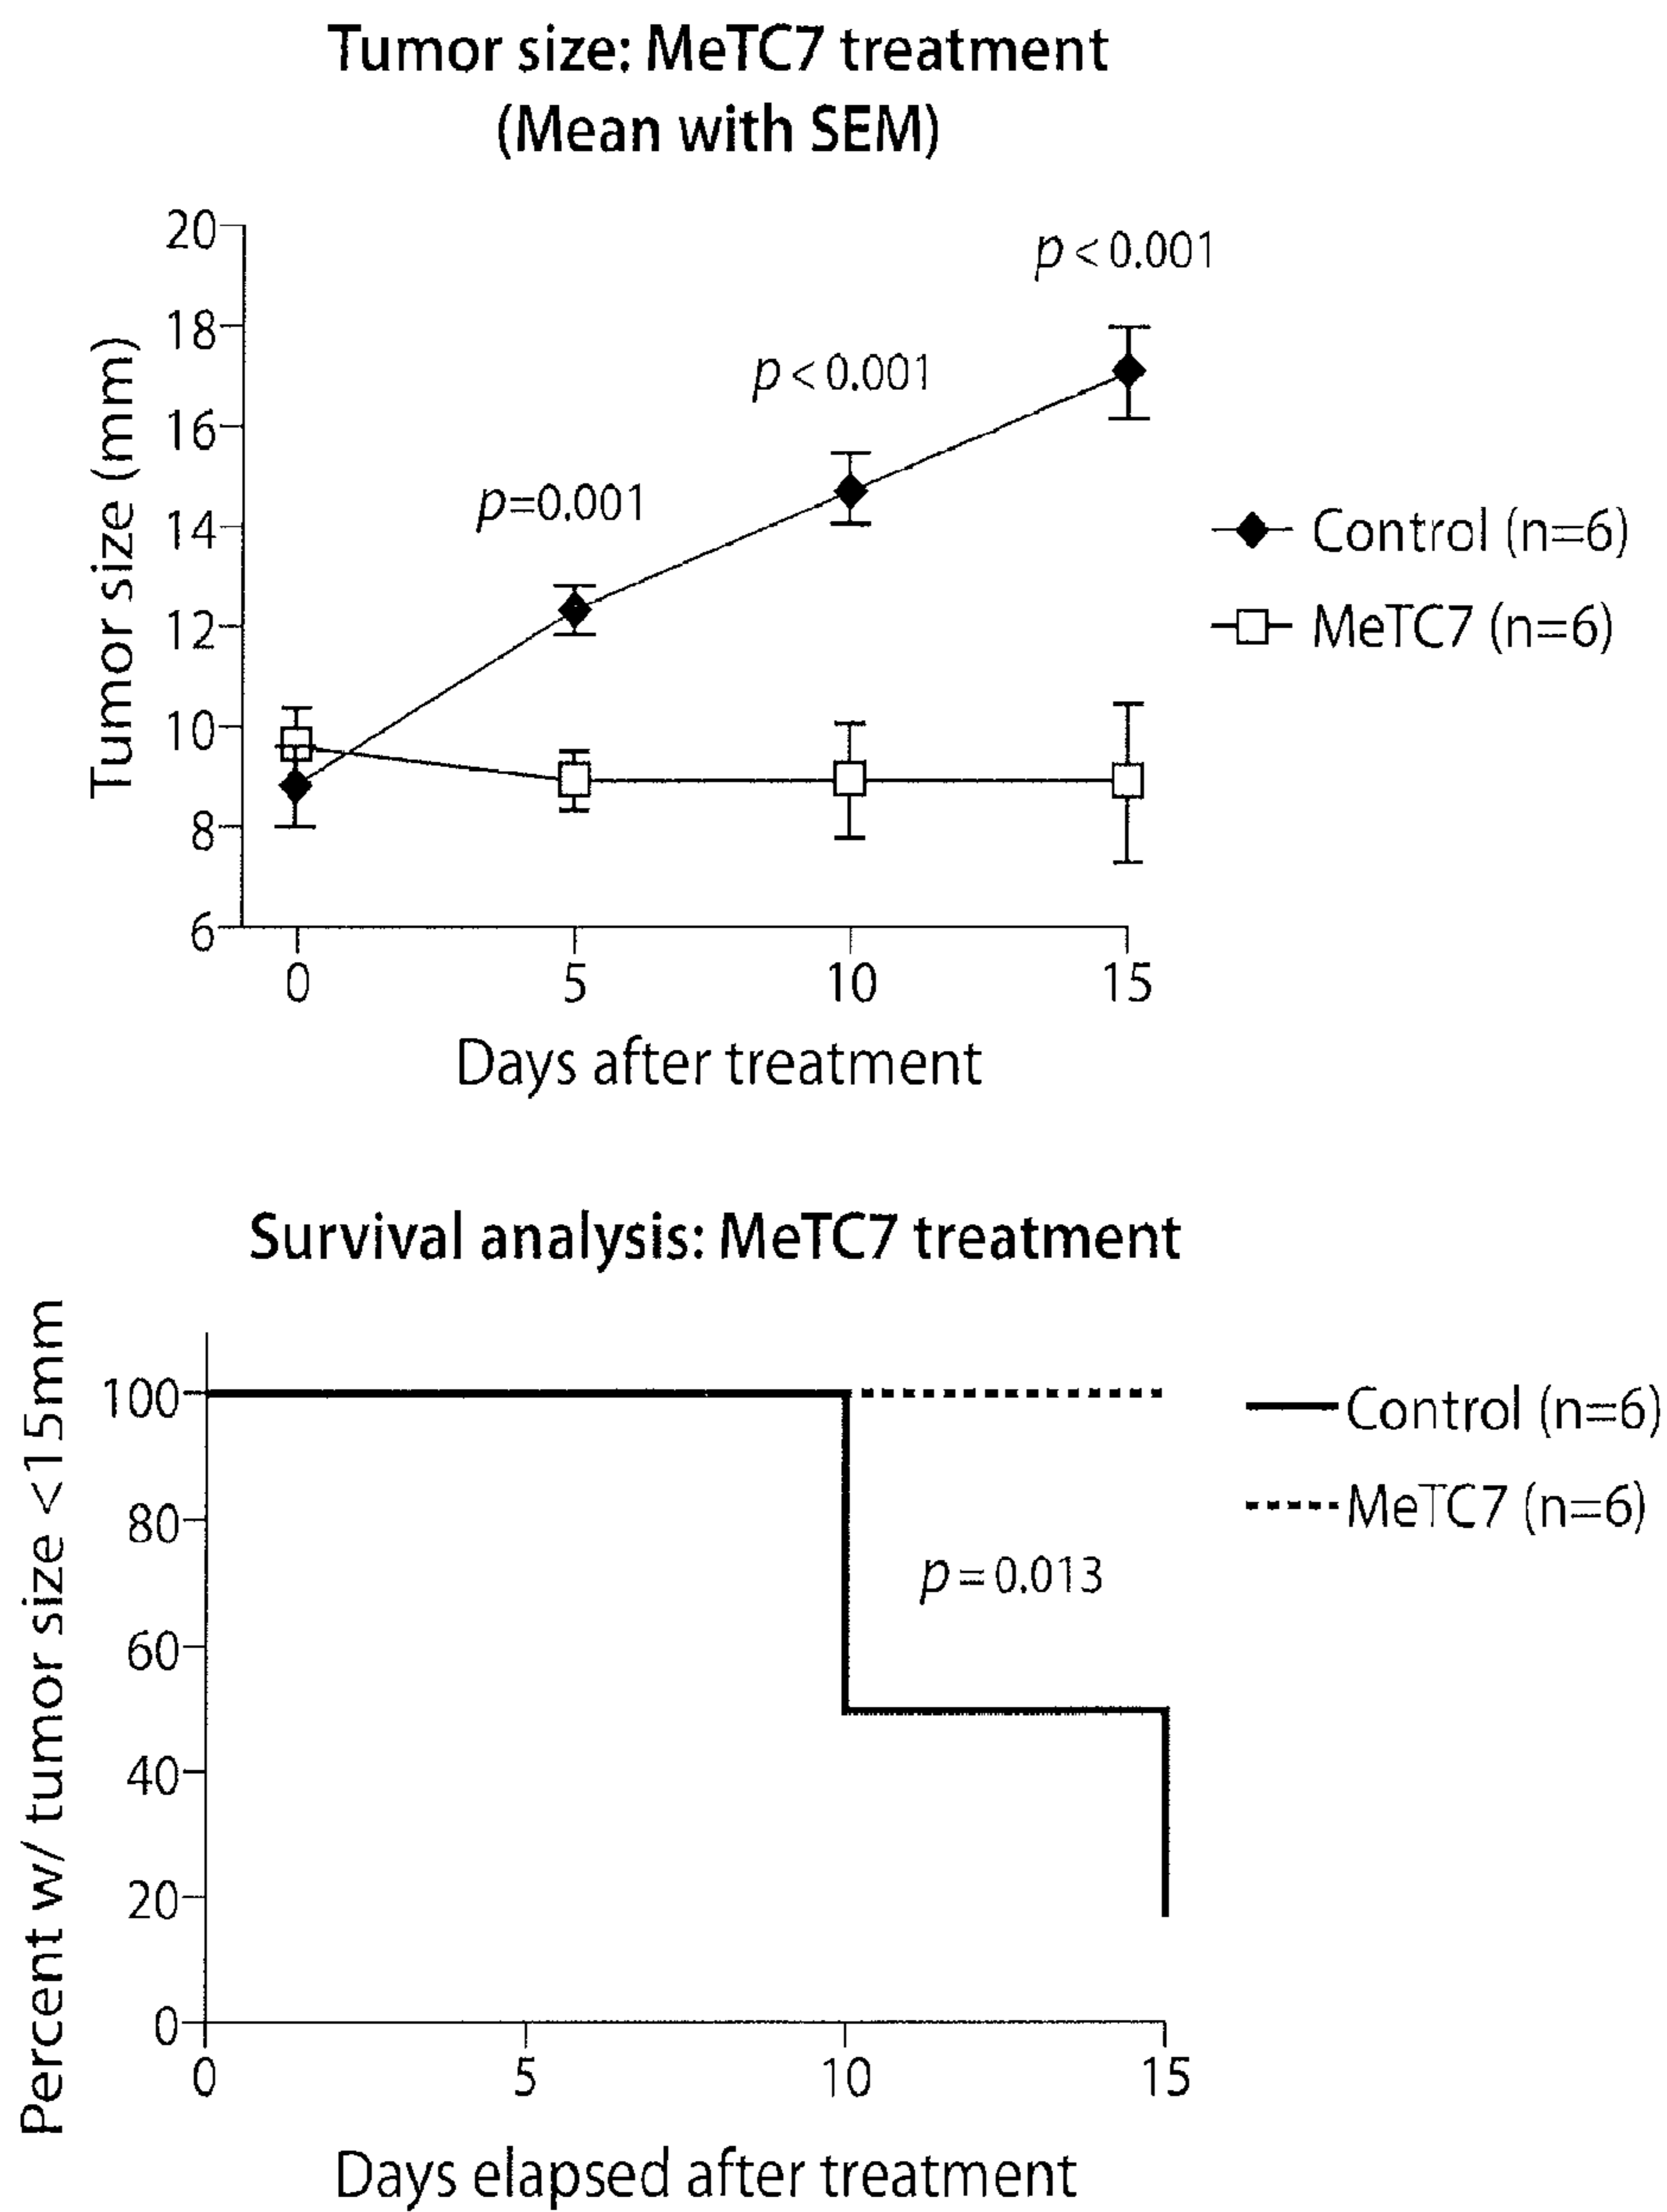 Tumor size: MeTC7 treatment
(Mean with SEM)
20
18
16
14
12
10
8
6
Tumor size (mm)
p<0.001
p<0.001
p=0.001
Control (n=6)
MeTC7 (n=6)
0 5 10 15
Days after treatment
Survival analysis: MeTC7 treatment
Percent w/ tumor size <15mm
100
80
60
40
20
0
Control (n=6)
MeTC7 (n=6)
p=0.013
0 5 10 15
Days elapsed after treatment